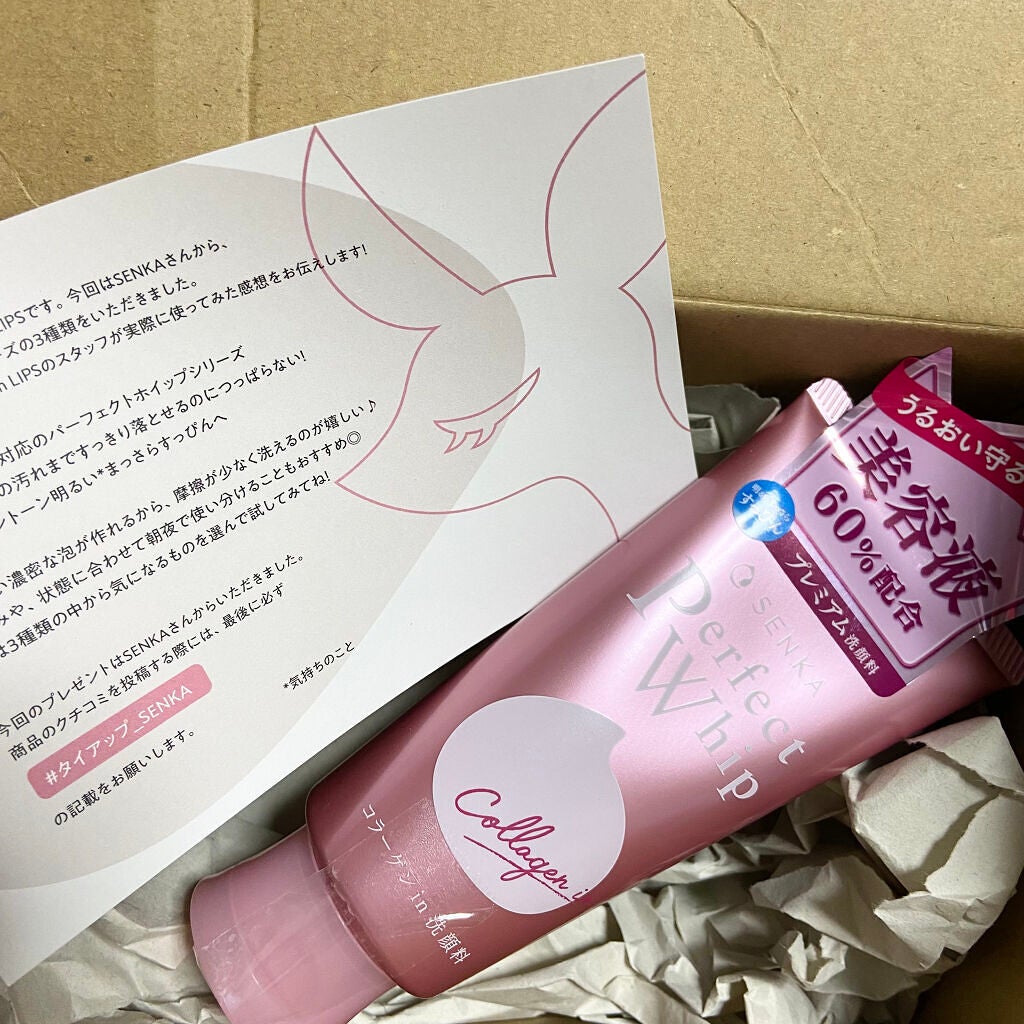 LIPSです。今回はSENKAさんから、
ズの3種類をいただきました。
n LIPSのスタッフが実際に使ってみた感想をお伝えします!
対応のパーフェクトホイップシリーズ
の汚れまですっきり落とせるのにつっぱらない!
ントーン明るい*まっさらすっぴんへ
い濃密な泡が作れるから、摩擦が少なく洗えるのが嬉しい♪
みや、状態に合わせて朝夜で使い分けることもおすすめ◎
は3種類の中から気になるものを選んで試してみてね!
今回のプレゼントはSENKAさんからいただきました。
商品のクチコミを投稿する際には、最後に必ず
#タイアップ_SENKA
の記載をお願いします。
*気持ちのこと
うるおい守る
美容液
60%配合
プレミアム洗顔料
SENKA
Perfect
Whip
Collagen in
コラーゲン in 洗顔料